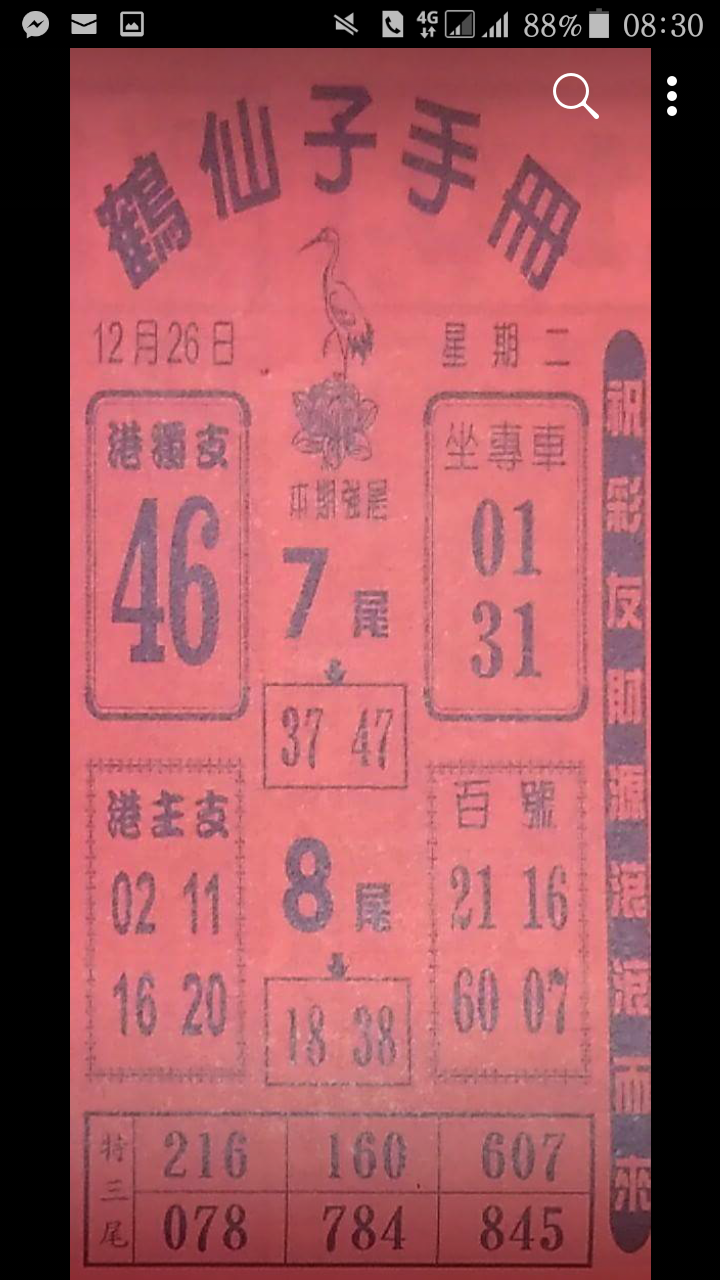 4G 88% 08:30
鶴仙子手冊
12月26日
星期二
港獨支
46
本期強尾
7尾
37 47
坐專車
01
31
港主支
02 11
16 20
8尾
18 38
百號
21 16
60 07
特三尾
216 160 607
078 784 845
祝彩友財源滾滾而來